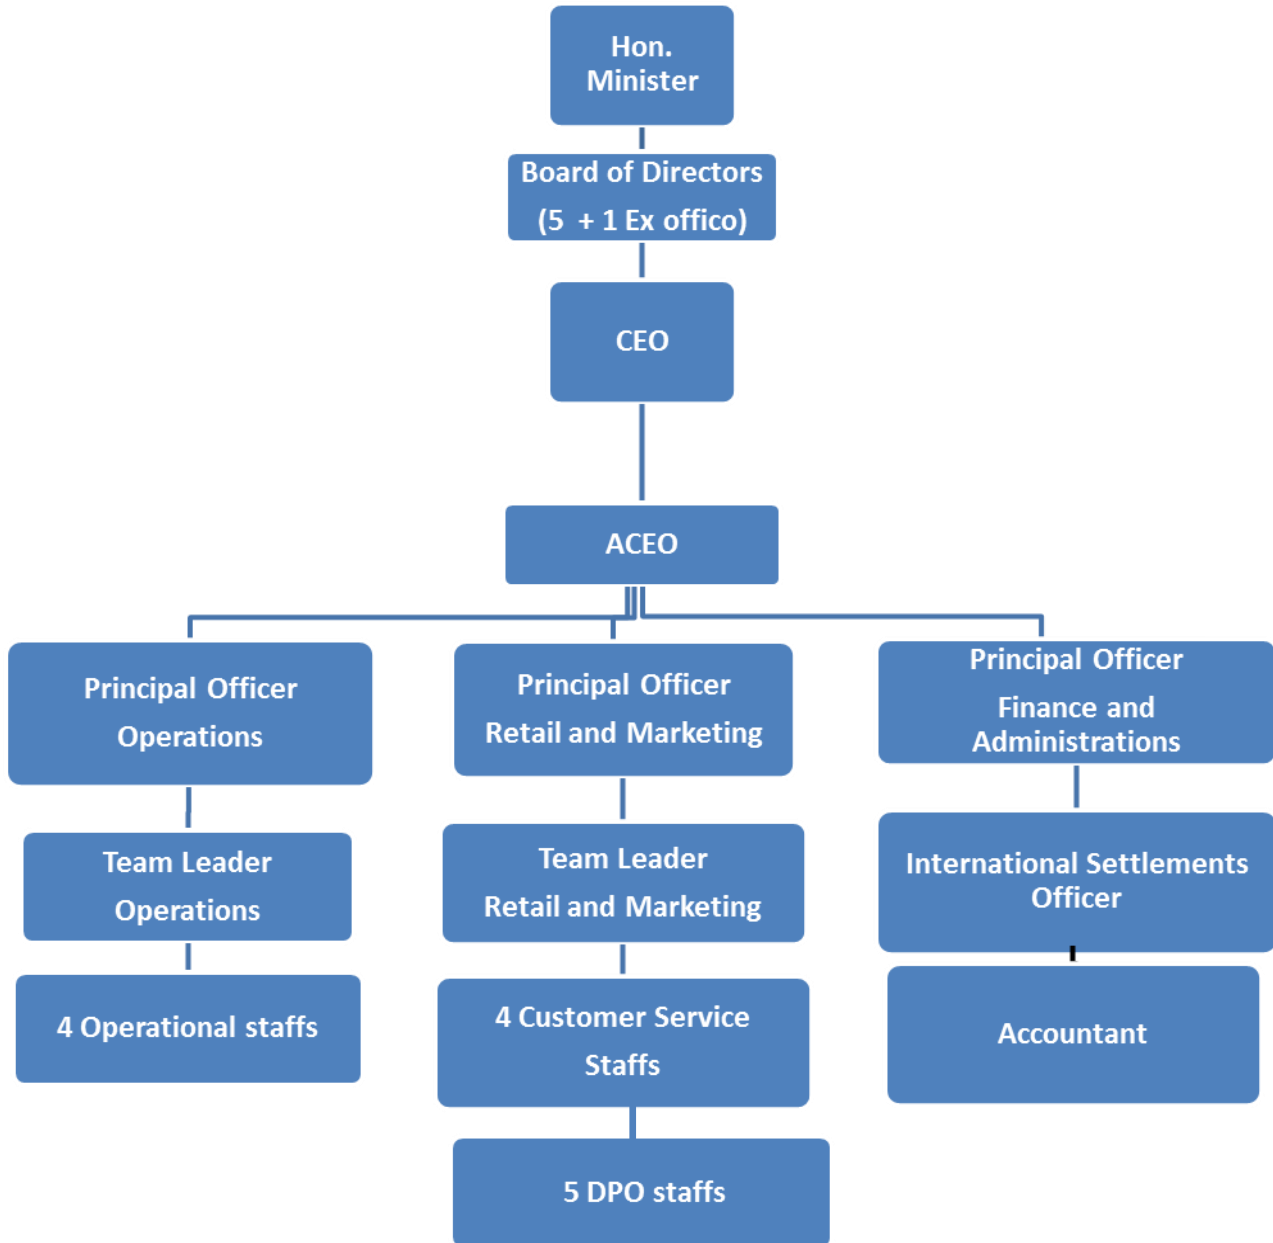 Hon.
Minister
Board of Directors
(5 + 1 Ex offico)
CEO
ACEO
Principal Officer
Operations
Principal Officer
Retail and Marketing
Principal Officer
Finance and
Administrations
Team Leader
Operations
Team Leader
Retail and Marketing
International Settlements
Officer
4 Operational staffs
4 Customer Service
Staffs
Accountant
5 DPO staffs